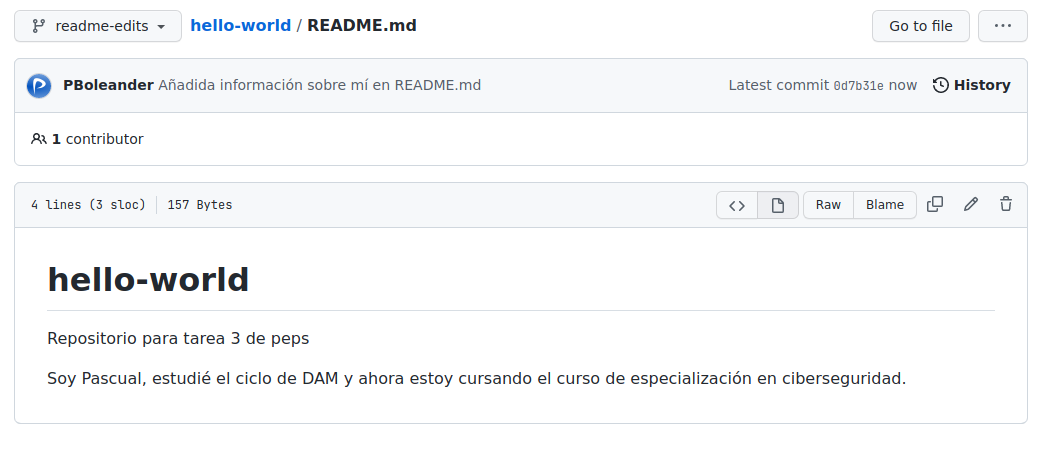 readme-edits hello-world / README.md Go to file ...
PBoleander Añadida información sobre mí en README.md Latest commit 0d7b31e now History
1 contributor
4 lines (3 sloc) 157 Bytes <> Raw Blame
hello-world
Repositorio para tarea 3 de peps
Soy Pascual, estudié el ciclo de DAM y ahora estoy cursando el curso de especialización en ciberseguridad.